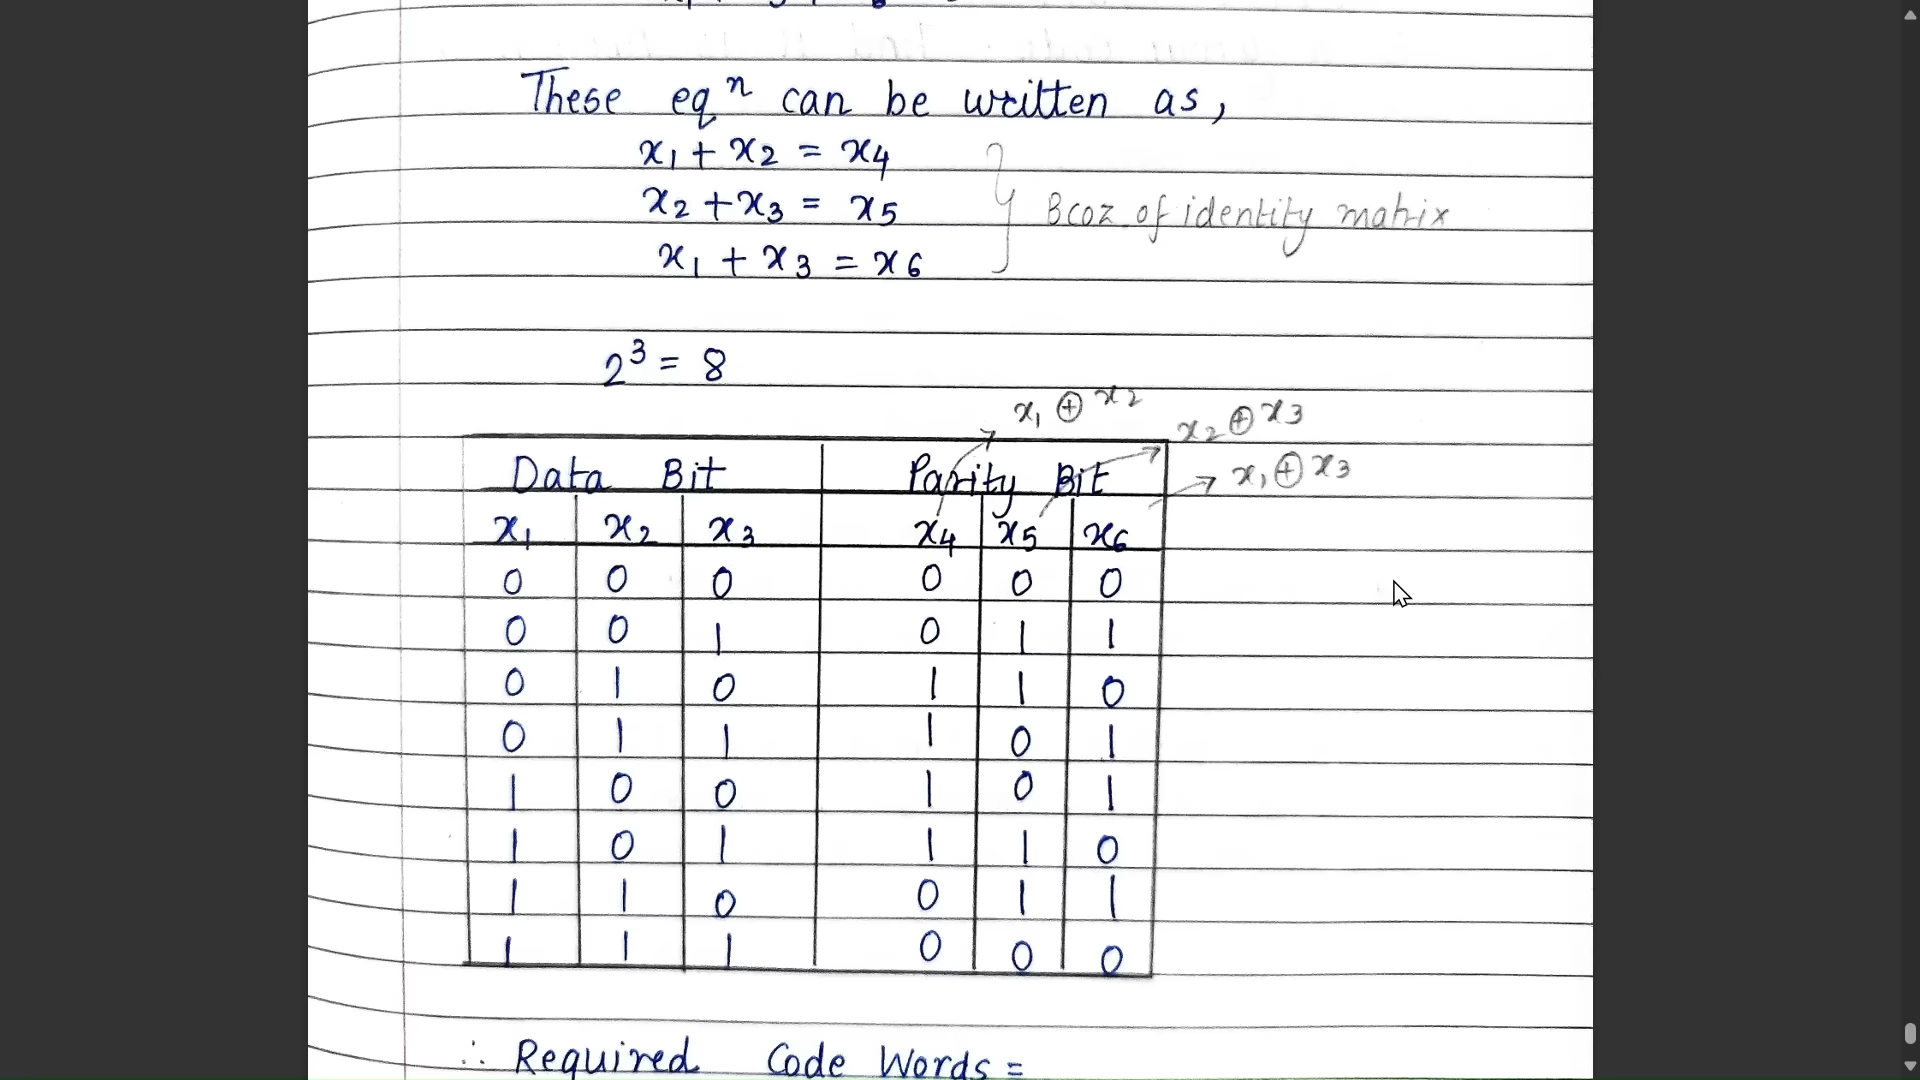 These eqⁿ can be written as,
x₁ + x₂ = x₄
x₂ + x₃ = x₅ } Bcoz of identity matrix
x₁ + x₃ = x₆
2³ = 8
x₁ ⊕ x₂
x₂ ⊕ x₃
Data Bit Parity Bit → x₁ ⊕ x₃
x₁ x₂ x₃ x₄ x₅ x₆
0 0 0 0 0 0
0 0 1 0 1 1
0 1 0 1 1 0
0 1 1 1 0 1
1 0 0 1 0 1
1 0 1 1 1 0
1 1 0 0 1 1
1 1 1 0 0 0
∴ Required Code Words =